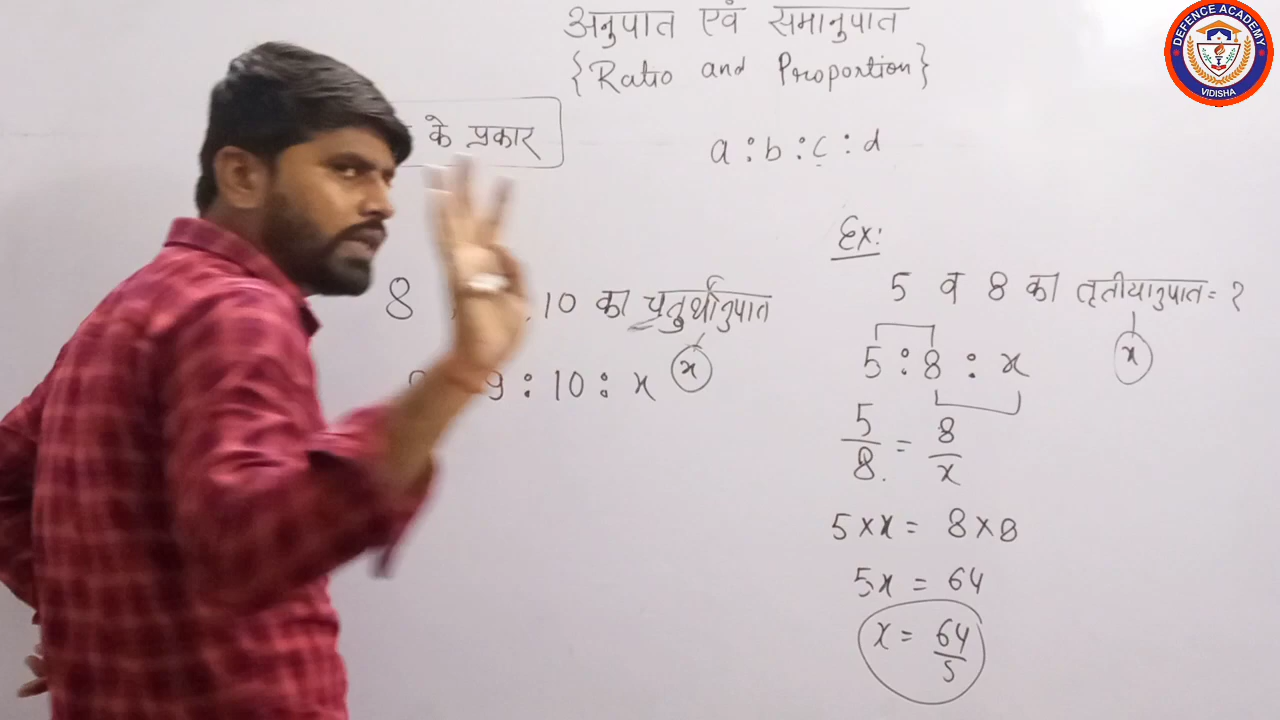 अनुपात एवं समानुपात
{Ratio and Proportion}
के प्रकार
a : b : c : d
Ex:
5 व 8 का तृतीयानुपात = ?
x
5 : 8 : x
5/8 = 8/x
5 × x = 8 × 8
5x = 64
x = 64/5
8 10 का चतुर्थानुपात
x
9 : 10 : x
DEFENCE ACADEMY
VIDISHA